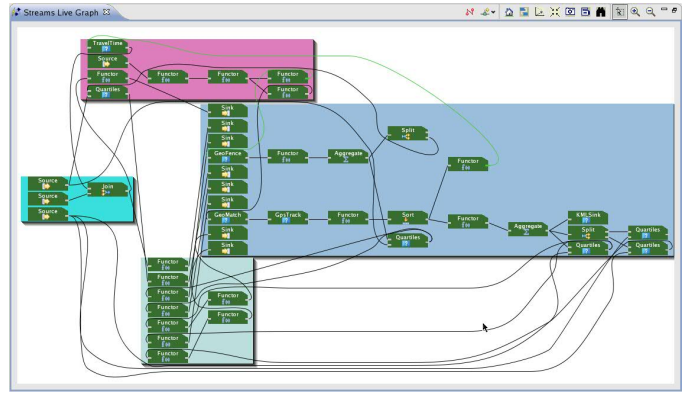 Streams Live Graph
TravelTime
Source
Functor Functor Functor Functor
Quartiles Functor
Sink
Sink
Sink
Split
GeoFence Functor Aggregate
Functor
Sink
Sink
Sink
GeoMatch GpsTrack Functor Sort Functor Aggregate KMLSink
Sink Quartiles Split Quartiles
Sink Quartiles Quartiles
Source
Source Join
Source
Functor
Functor
Functor Functor
Functor
Functor Functor
Functor
Functor